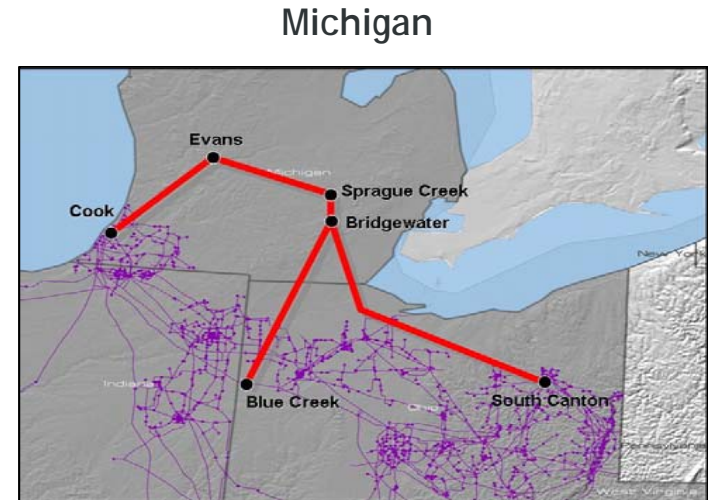 Michigan
Evans
Michigan
Sprague Creek
Cook
Bridgewater
New York
Indiana
Blue Creek
South Canton
Ohio
Pennsylvania
West Virginia